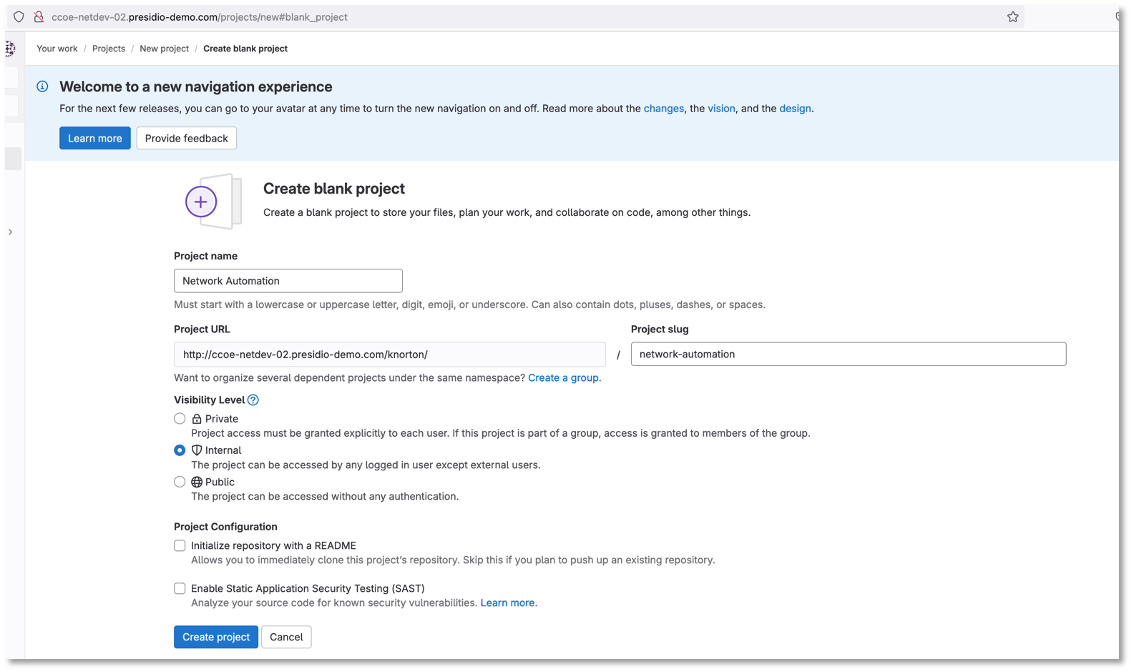 ccoe-netdev-02.presidio-demo.com/projects/new#blank_project
Your work / Projects / New project / Create blank project
Welcome to a new navigation experience
For the next few releases, you can go to your avatar at any time to turn the new navigation on and off. Read more about the changes, the vision, and the design.
Learn more Provide feedback
Create blank project
Create a blank project to store your files, plan your work, and collaborate on code, among other things.
Project name
Network Automation
Must start with a lowercase or uppercase letter, digit, emoji, or underscore. Can also contain dots, pluses, dashes, or spaces.
Project URL Project slug
http://ccoe-netdev-02.presidio-demo.com/knorton/ / network-automation
Want to organize several dependent projects under the same namespace? Create a group.
Visibility Level
Private
Project access must be granted explicitly to each user. If this project is part of a group, access is granted to members of the group.
Internal
The project can be accessed by any logged in user except external users.
Public
The project can be accessed without any authentication.
Project Configuration
Initialize repository with a README
Allows you to immediately clone this project's repository. Skip this if you plan to push up an existing repository.
Enable Static Application Security Testing (SAST)
Analyze your source code for known security vulnerabilities. Learn more.
Create project Cancel